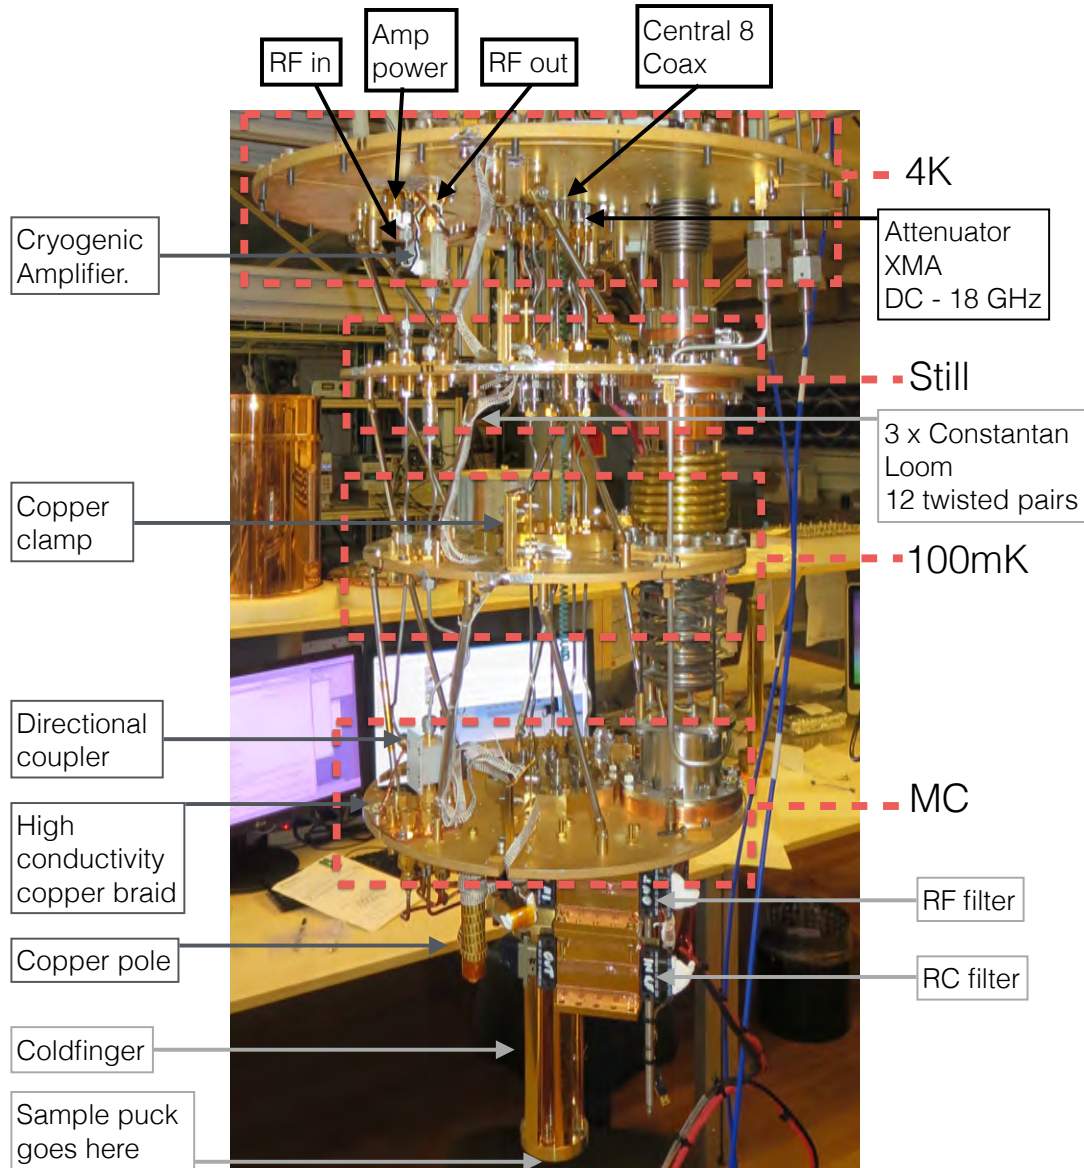 RF in
Amp
power
RF out
Central 8
Coax
4K
Cryogenic
Amplifier.
Attenuator
XMA
DC - 18 GHz
Still
3 x Constantan
Loom
12 twisted pairs
Copper
clamp
100mK
Directional
coupler
MC
High
conductivity
copper braid
RF filter
Copper pole
RC filter
OUT
Coldfinger
Sample puck
goes here